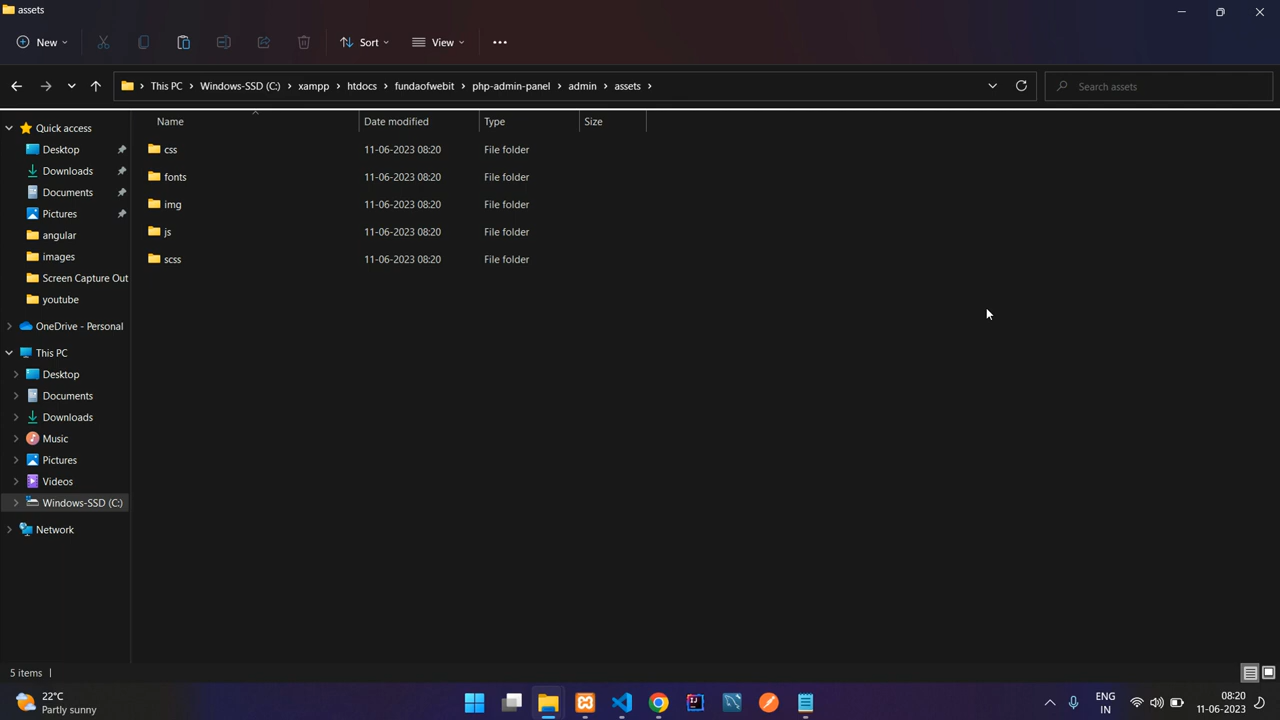 assets
New
Sort
View
This PC > Windows-SSD (C:) > xampp > htdocs > fundaofwebit > php-admin-panel > admin > assets >
Search assets
Name Date modified Type Size
Quick access
Desktop
Downloads
Documents
Pictures
angular
images
Screen Capture Out
youtube
OneDrive - Personal
This PC
Desktop
Documents
Downloads
Music
Pictures
Videos
Windows-SSD (C:)
Network
css 11-06-2023 08:20 File folder
fonts 11-06-2023 08:20 File folder
img 11-06-2023 08:20 File folder
js 11-06-2023 08:20 File folder
scss 11-06-2023 08:20 File folder
5 items
22°C
Partly sunny
ENG
IN
08:20
11-06-2023